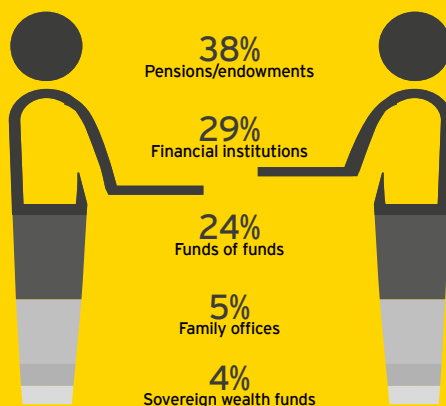 38%
Pensions/endowments
29%
Financial institutions
24%
Funds of funds
5%
Family offices
4%
Sovereign wealth funds